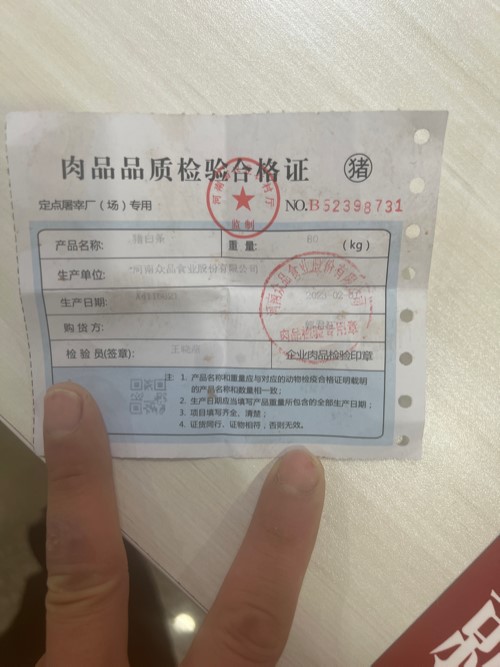 肉品品质检验合格证 猪
定点屠宰厂（场）专用 NO.B52398731
监制
产品名称: 猪白条 重量: 60 (kg)
生产单位: 河南众品食业股份有限公司
生产日期:
购货方:
检验员(签章): 企业肉品检验印章
注: 1. 产品名称和重量应与对应的动物检疫合格证明载明
的产品名称和数量相一致;
2. 生产日期应当填写产品重量所包含的全部生产日期;
3. 项目填写齐全，清楚;
4. 证货同行，证物相符，否则无效。